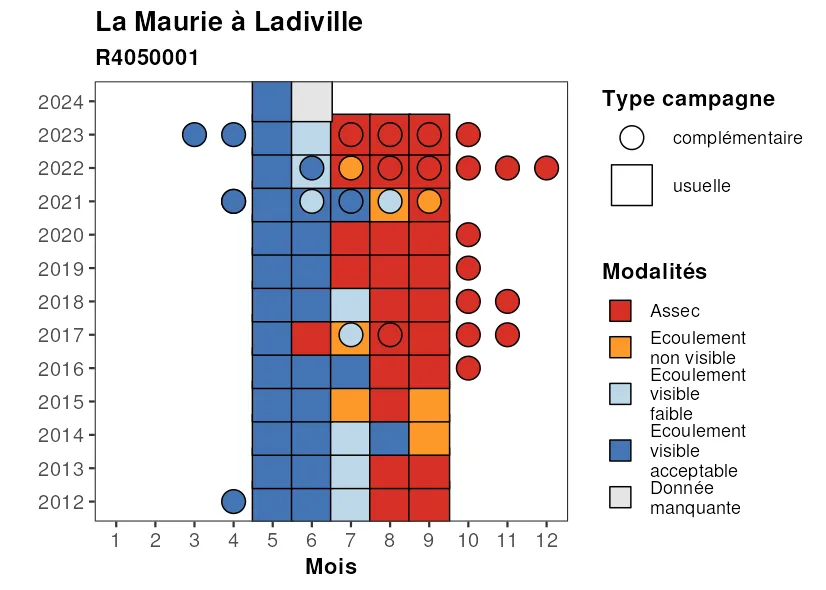 La Maurie à Ladiville
R4050001
2024
2023
2022
2021
2020
2019
2018
2017
2016
2015
2014
2013
2012
1 2 3 4 5 6 7 8 9 10 11 12
Mois
Type campagne
complémentaire
usuelle
Modalités
Assec
Ecoulement
non visible
Ecoulement
visible
faible
Ecoulement
visible
acceptable
Donnée
manquante